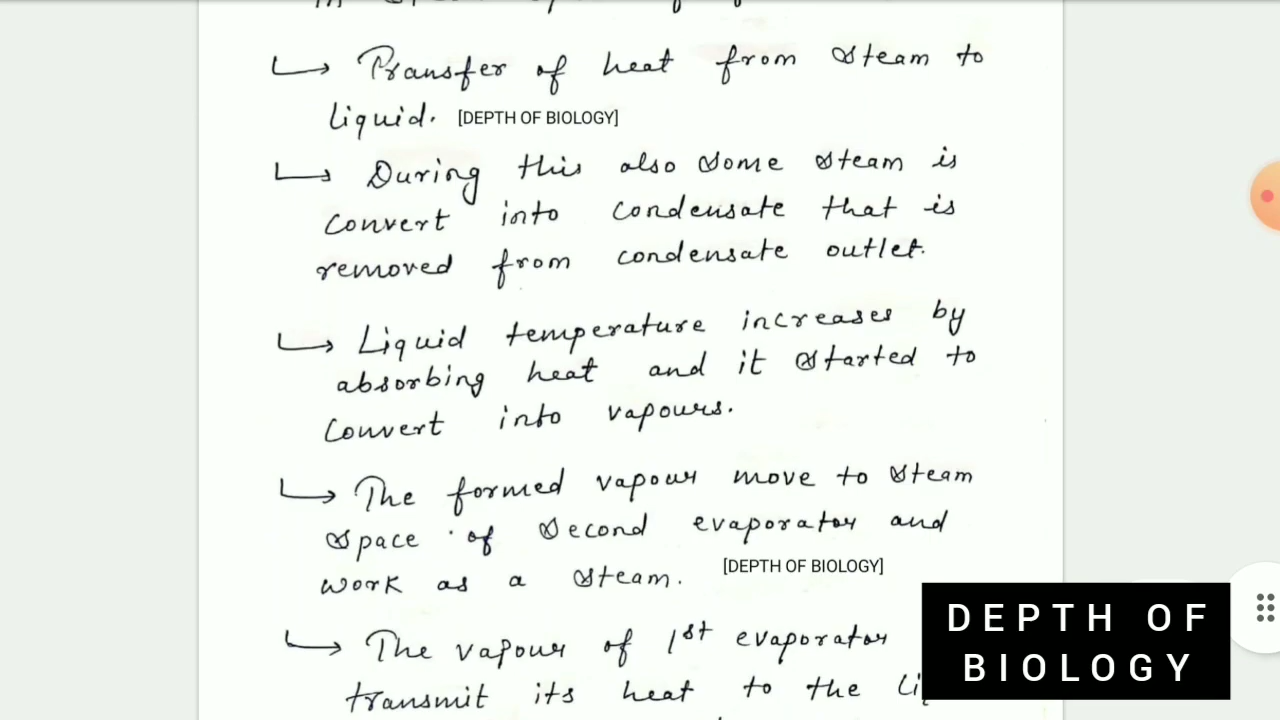 ↳ Transfer of heat from steam to
liquid. [DEPTH OF BIOLOGY]
↳ During this also some steam is
convert into condensate that is
removed from condensate outlet.
↳ Liquid temperature increases by
absorbing heat and it started to
convert into vapours.
↳ The formed vapour move to steam
space of second evaporator and
work as a steam. [DEPTH OF BIOLOGY]
↳ The vapour of 1st evaporator
transmit its heat to the
DEPTH OF
BIOLOGY